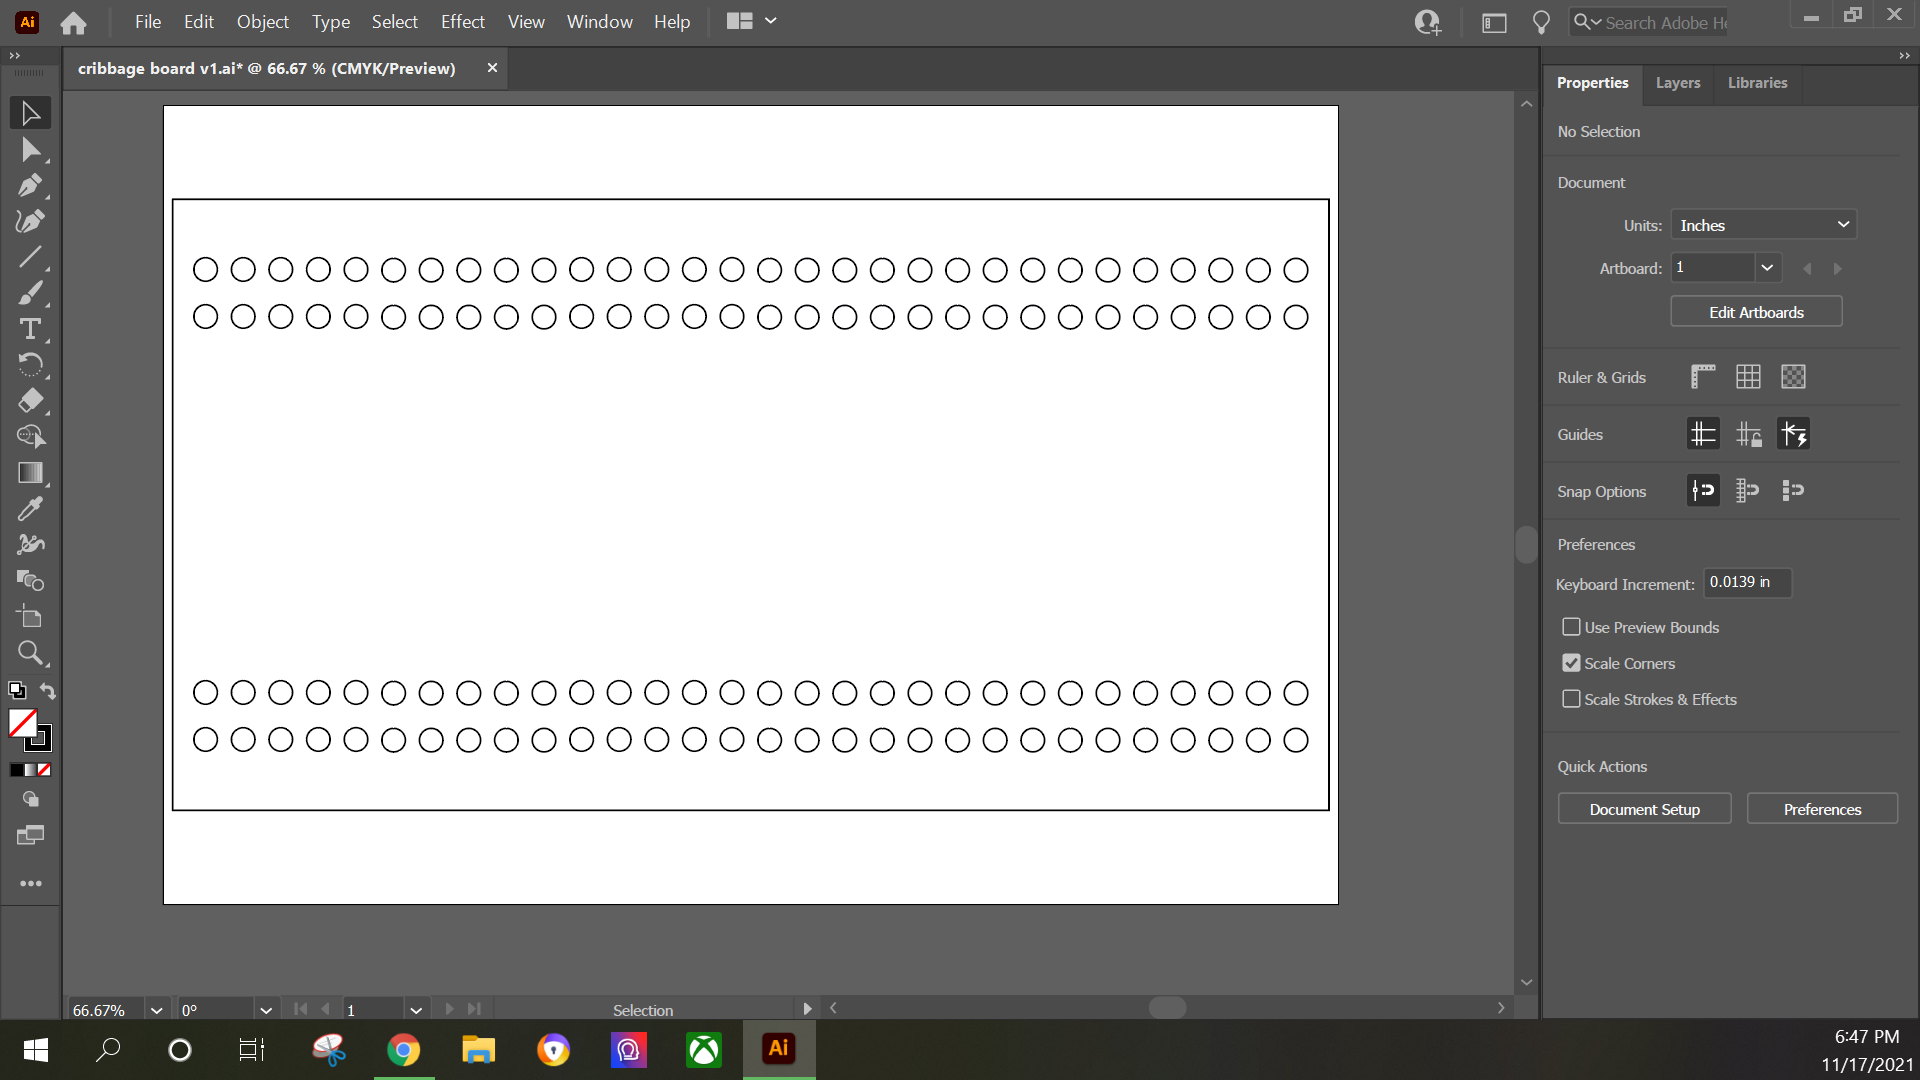 Ai File Edit Object Type Select Effect View Window Help Search Adobe He
cribbage board v1.ai* @ 66.67 % (CMYK/Preview)
Properties Layers Libraries
No Selection
Document
Units: Inches
Artboard: 1
Edit Artboards
Ruler & Grids
Guides
Snap Options
Preferences
Keyboard Increment: 0.0139 in
Use Preview Bounds
Scale Corners
Scale Strokes & Effects
Quick Actions
Document Setup Preferences
66.67% 0° 1 Selection
Ai
6:47 PM
11/17/2021